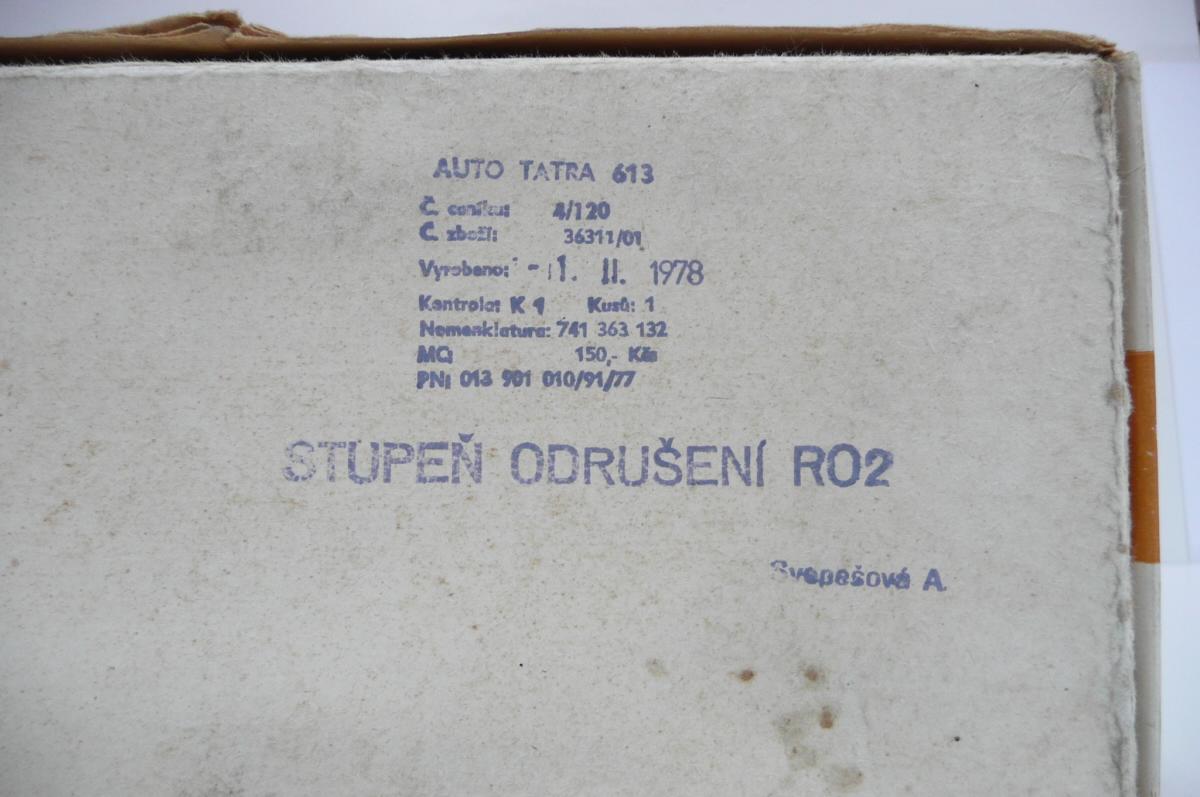 AUTO TATRA 613
Č. ceníku: 4/120
Č. zboží: 36311/01
Vyrobeno: -1. II. 1978
Kontrola: K 1 Kusů: 1
Nomenklatura: 741 363 132
MC: 150,- Kčs
PN: 013 901 010/91/77
STUPEŇ ODRUŠENÍ RO2
Svepešová A.